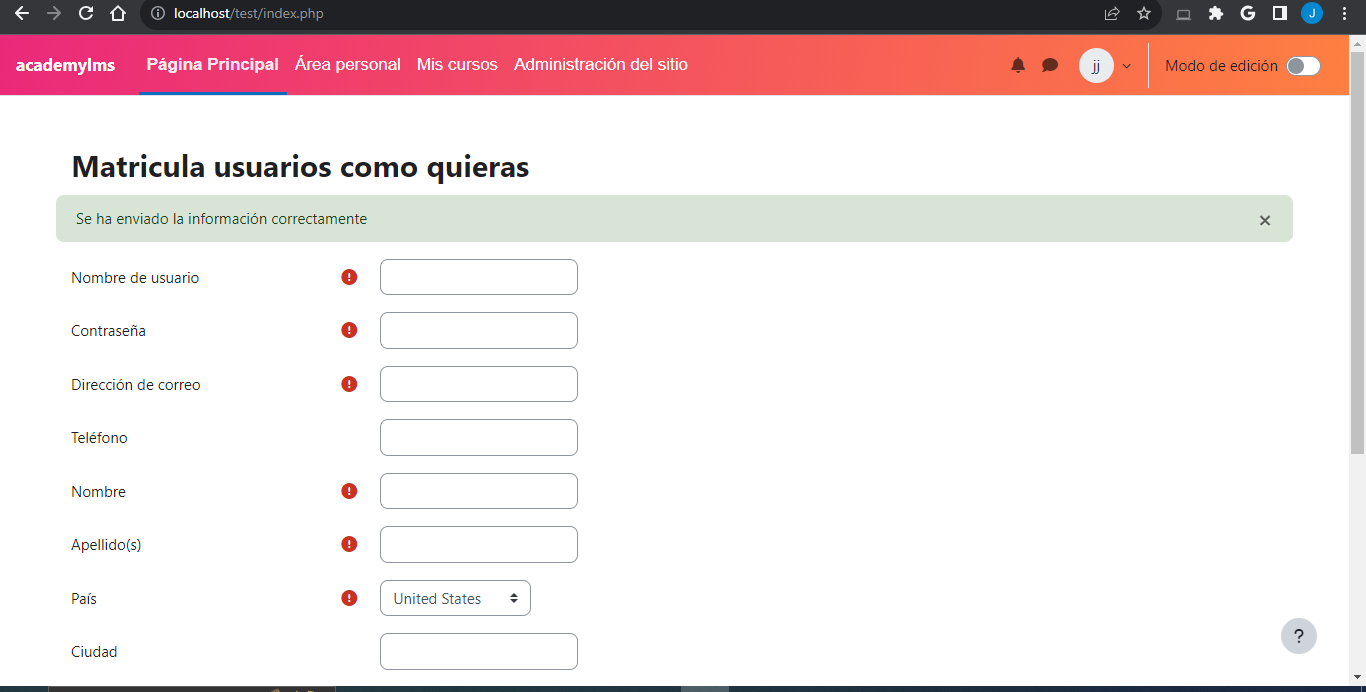 localhost/test/index.php
J
academylms Página Principal Área personal Mis cursos Administración del sitio jj Modo de edición
Matricula usuarios como quieras
Se ha enviado la información correctamente ×
Nombre de usuario
Contraseña
Dirección de correo
Teléfono
Nombre
Apellido(s)
País United States
Ciudad
?